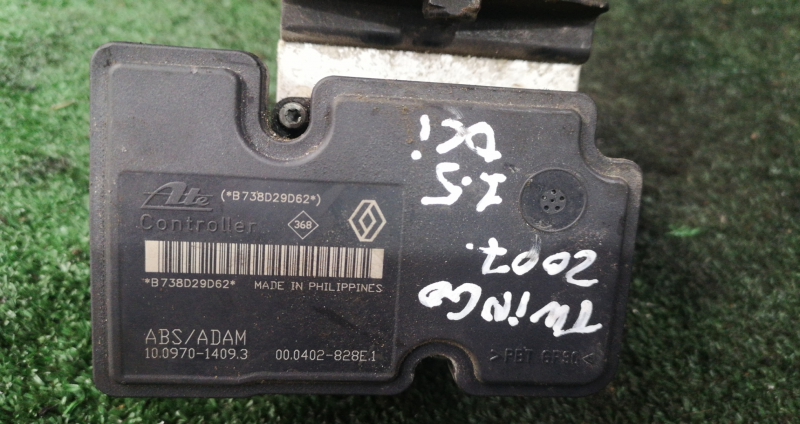 Ate (*B738D29D62*)
Controller 368
*B738D29D62* MADE IN PHILIPPINES
ABS/ADAM
10.0970-1409.3 00.0402-828E.1
TWINGO
2007.
1.5
DCi